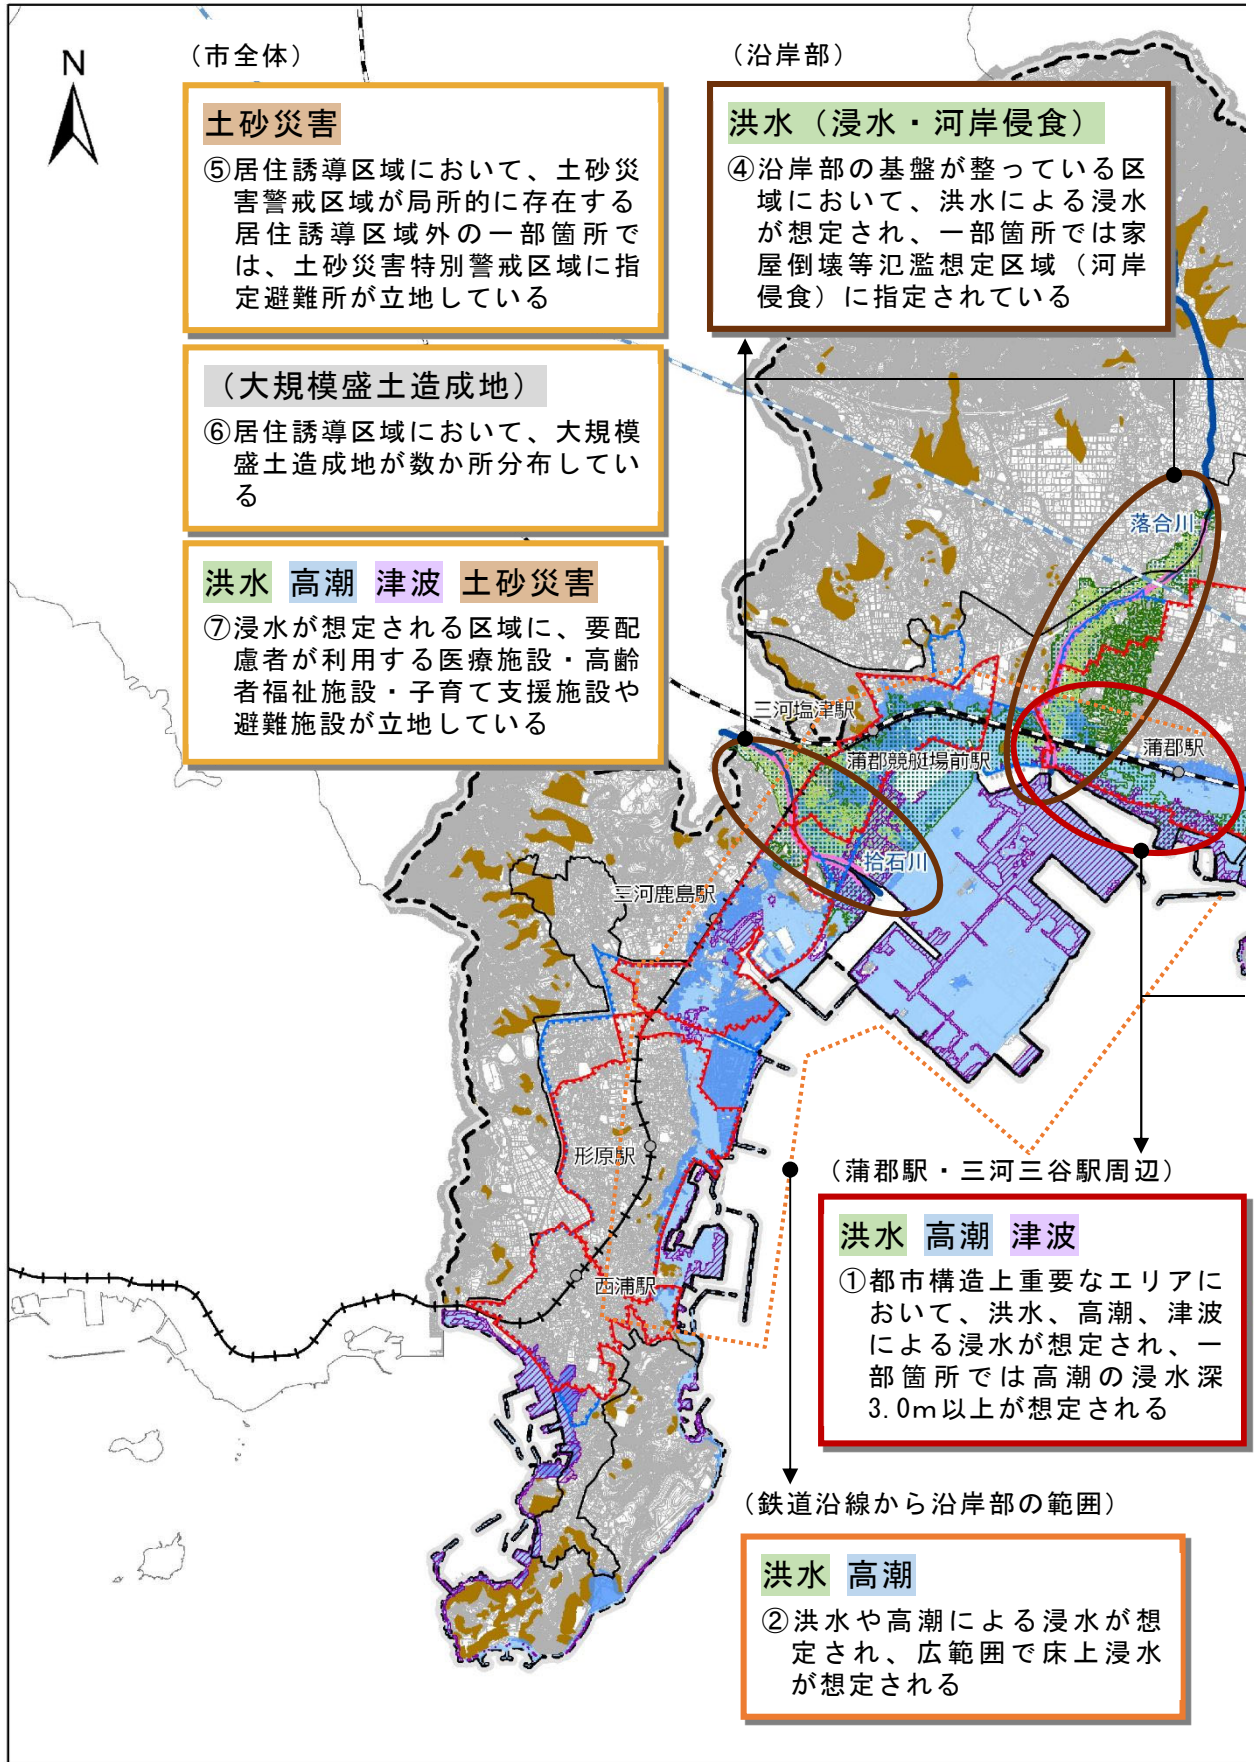 N
（市全体）
土砂災害
⑤居住誘導区域において、土砂災
害警戒区域が局所的に存在する
居住誘導区域外の一部箇所で
は、土砂災害特別警戒区域に指
定避難所が立地している
（大規模盛土造成地）
⑥居住誘導区域において、大規模
盛土造成地が数か所分布してい
る
洪水 高潮 津波 土砂災害
⑦浸水が想定される区域に、要配
慮者が利用する医療施設・高齢
者福祉施設・子育て支援施設や
避難施設が立地している
（沿岸部）
洪水（浸水・河岸侵食）
④沿岸部の基盤が整っている区
域において、洪水による浸水
が想定され、一部箇所では家
屋倒壊等氾濫想定区域（河岸
侵食）に指定されている
落合川
三河塩津駅
蒲郡競艇場前駅
蒲郡駅
拾石川
三河鹿島駅
形原駅
西浦駅
（蒲郡駅・三河三谷駅周辺）
洪水 高潮 津波
①都市構造上重要なエリアに
おいて、洪水、高潮、津波
による浸水が想定され、一
部箇所では高潮の浸水深
3.0m以上が想定される
（鉄道沿線から沿岸部の範囲）
洪水 高潮
②洪水や高潮による浸水が想
定され、広範囲で床上浸水
が想定される